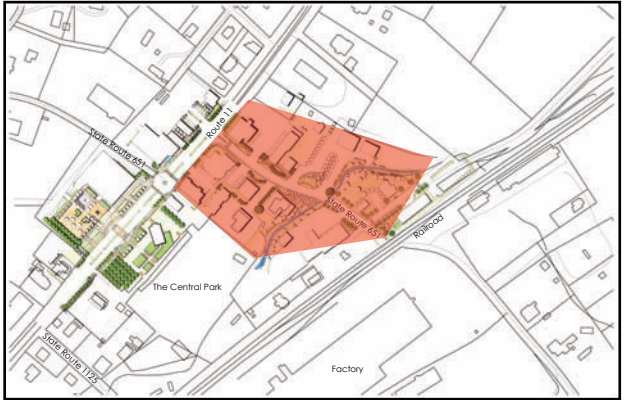 Route 11
State Route 651
State Route 651
Railroad
The Central Park
State Route 1125
Factory